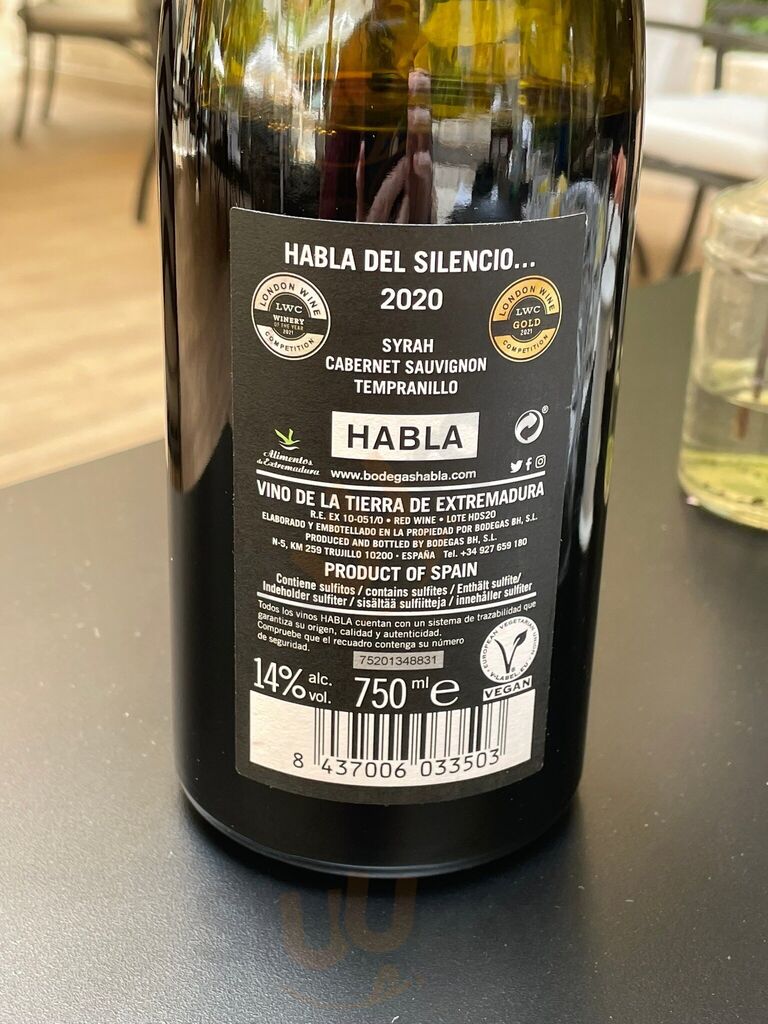 HABLA DEL SILENCIO...
2020
LONDON WINE
LWC
WINERY
OF THE YEAR
2021
COMPETITION
LONDON WINE
LWC
GOLD
2021
COMPETITION
SYRAH
CABERNET SAUVIGNON
TEMPRANILLO
HABLA
Alimentos
de Extremadura
www.bodegashabla.com
VINO DE LA TIERRA DE EXTREMADURA
R.E. EX 10-051/0 • RED WINE • LOTE HDS20
ELABORADO Y EMBOTELLADO EN LA PROPIEDAD POR BODEGAS BH, S.L.
PRODUCED AND BOTTLED BY BODEGAS BH, S.L.
N-5, KM 259 TRUJILLO 10200 • ESPAÑA Tel. +34 927 659 180
PRODUCT OF SPAIN
Contiene sulfitos / contains sulfites / Enthält sulfite/
Indeholder sulfiter / sisältää sulfiitteja / innehåller sulfiter
Todos los vinos HABLA cuentan con un sistema de trazabilidad que
garantiza su origen, calidad y autenticidad.
Compruebe que el recuadro contenga su número
de seguridad.
75201348831
EUROPEAN VEGETARIAN UNION
V-LABEL.EU
VEGAN
14% alc.
vol.
750 ml e
8 437006 033503